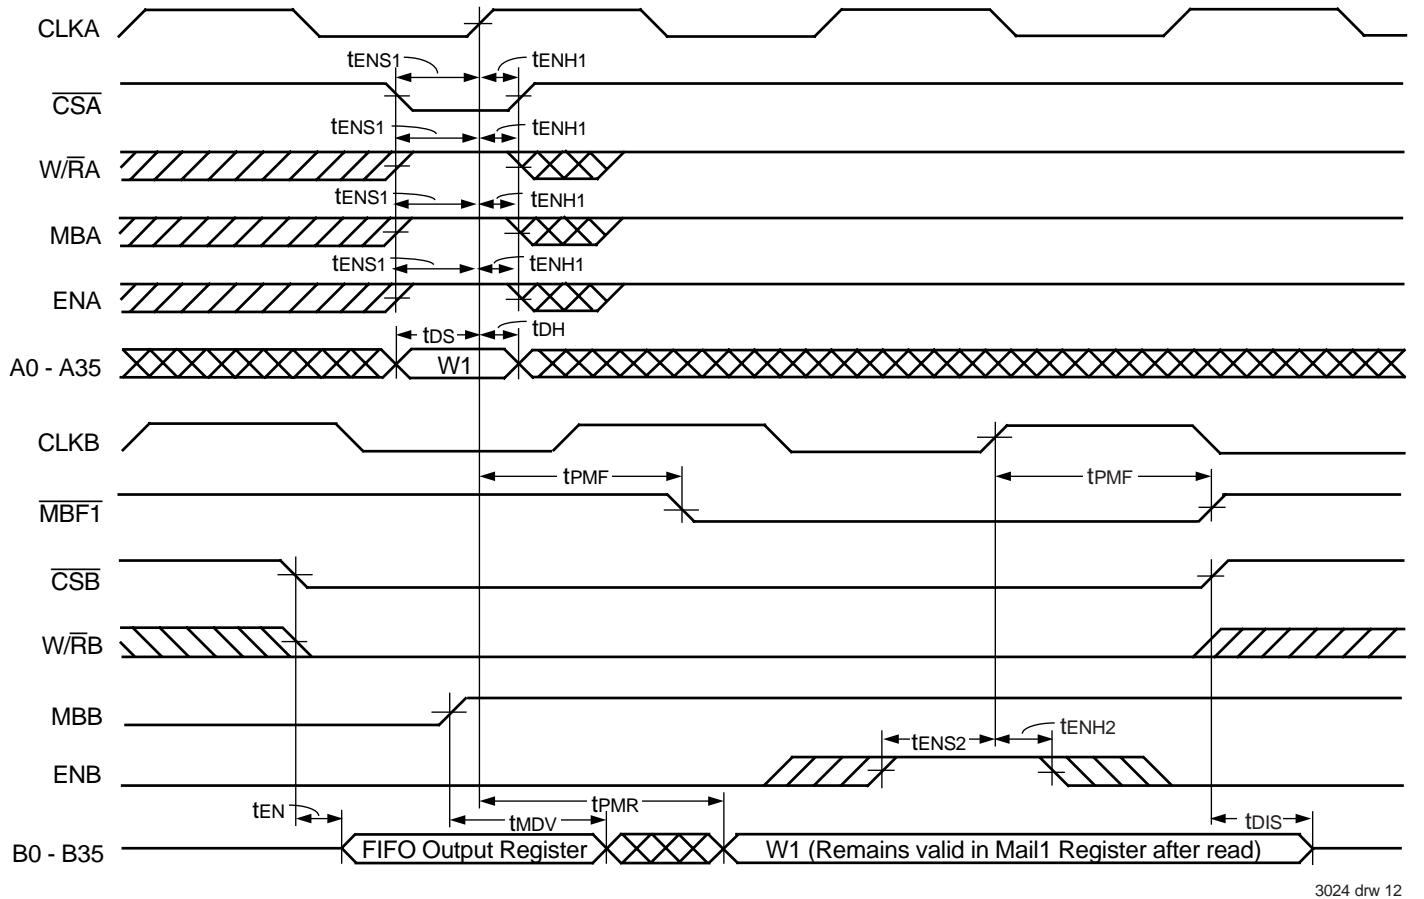 CLKA
tENS1 tENH1
CSA
tENS1 tENH1
W/RA
tENS1 tENH1
MBA
tENS1 tENH1
ENA
tDS tDH
A0 - A35 W1
CLKB
tPMF tPMF
MBF1
CSB
W/RB
MBB
tENS2 tENH2
ENB
tEN tPMR
tMDV tDIS
B0 - B35 FIFO Output Register W1 (Remains valid in Mail1 Register after read)
3024 drw 12